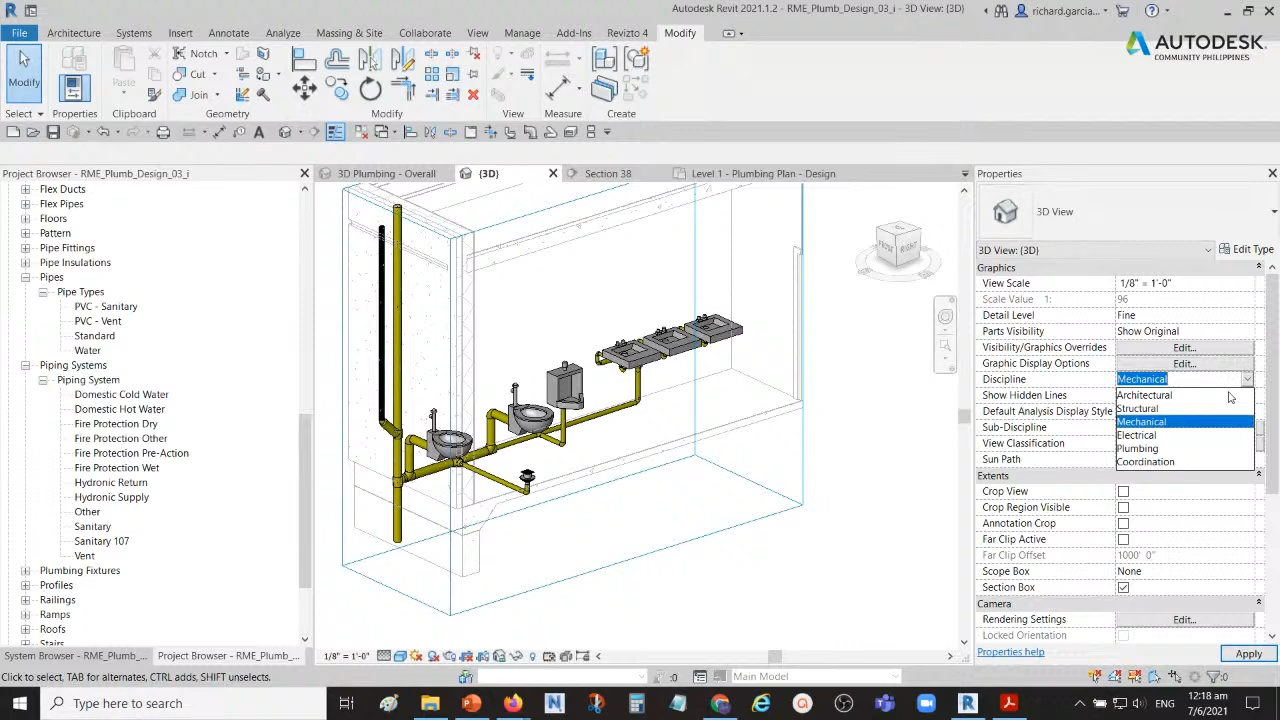 Autodesk Revit 2021.1.2 - RME_Plumb_Design_03_i - 3D View: {3D}
richard.garcia...
File Architecture Systems Insert Annotate Analyze Massing & Site Collaborate View Manage Add-Ins Revizto 4 Modify
AUTODESK
COMMUNITY PHILIPPINES
Modify
Paste
Notch
Cut
Join
Select Properties Clipboard Geometry Modify View Measure Create
Project Browser - RME_Plumb_Design_03_i
3D Plumbing - Overall
{3D}
Section 38
Level 1 - Plumbing Plan - Design
Properties
Flex Ducts
Flex Pipes
Floors
Pattern
Pipe Fittings
Pipe Insulations
Pipes
Pipe Types
PVC - Sanitary
PVC - Vent
Standard
Water
Piping Systems
Piping System
Domestic Cold Water
Domestic Hot Water
Fire Protection Dry
Fire Protection Other
Fire Protection Pre-Action
Fire Protection Wet
Hydronic Return
Hydronic Supply
Other
Sanitary
Sanitary 107
Vent
Plumbing Fixtures
Profiles
Railings
Ramps
Roofs
Stairs
FRONT
RIGHT
3D View
3D View: {3D}
Edit Type
Graphics
View Scale 1/8" = 1'-0"
Scale Value 1: 96
Detail Level Fine
Parts Visibility Show Original
Visibility/Graphics Overrides Edit...
Graphic Display Options Edit...
Discipline Mechanical
Show Hidden Lines
Default Analysis Display Style
Sub-Discipline
View Classification
Sun Path
Architectural
Structural
Mechanical
Electrical
Plumbing
Coordination
Extents
Crop View
Crop Region Visible
Annotation Crop
Far Clip Active
Far Clip Offset 1000' 0"
Scope Box None
Section Box
Camera
Rendering Settings Edit...
Locked Orientation
Properties help
Apply
System Browser - RME_Plumb_...
Project Browser - RME_Plumb_...
1/8" = 1'-0"
Click to select, TAB for alternates, CTRL adds, SHIFT unselects.
:0
Main Model
:0
Type here to search
12:18 am
7/6/2021